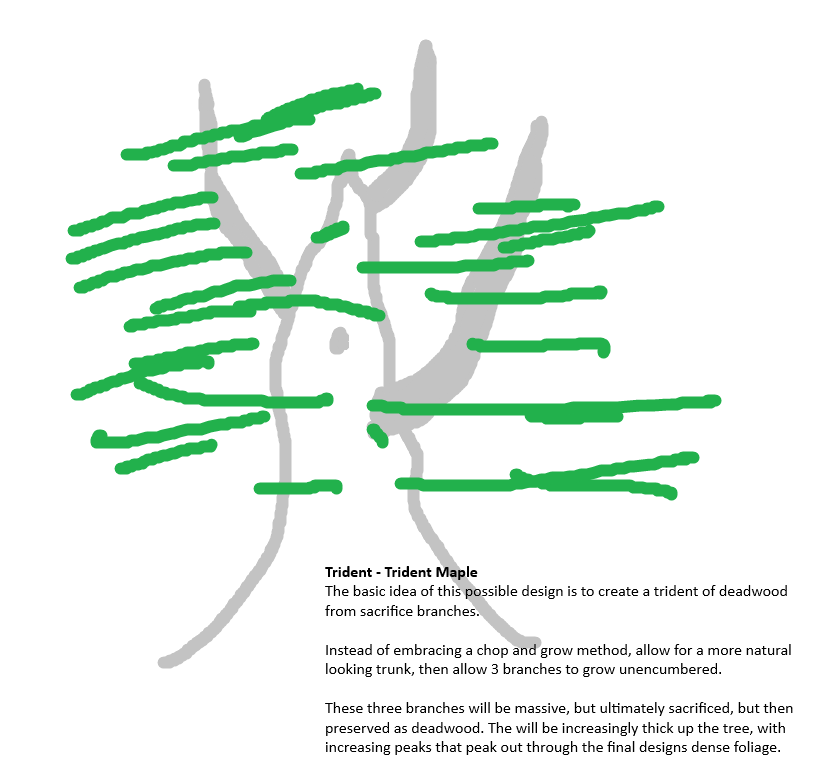 Trident - Trident Maple
The basic idea of this possible design is to create a trident of deadwood
from sacrifice branches.
Instead of embracing a chop and grow method, allow for a more natural
looking trunk, then allow 3 branches to grow unencumbered.
These three branches will be massive, but ultimately sacrificed, but then
preserved as deadwood. The will be increasingly thick up the tree, with
increasing peaks that peak out through the final designs dense foliage.